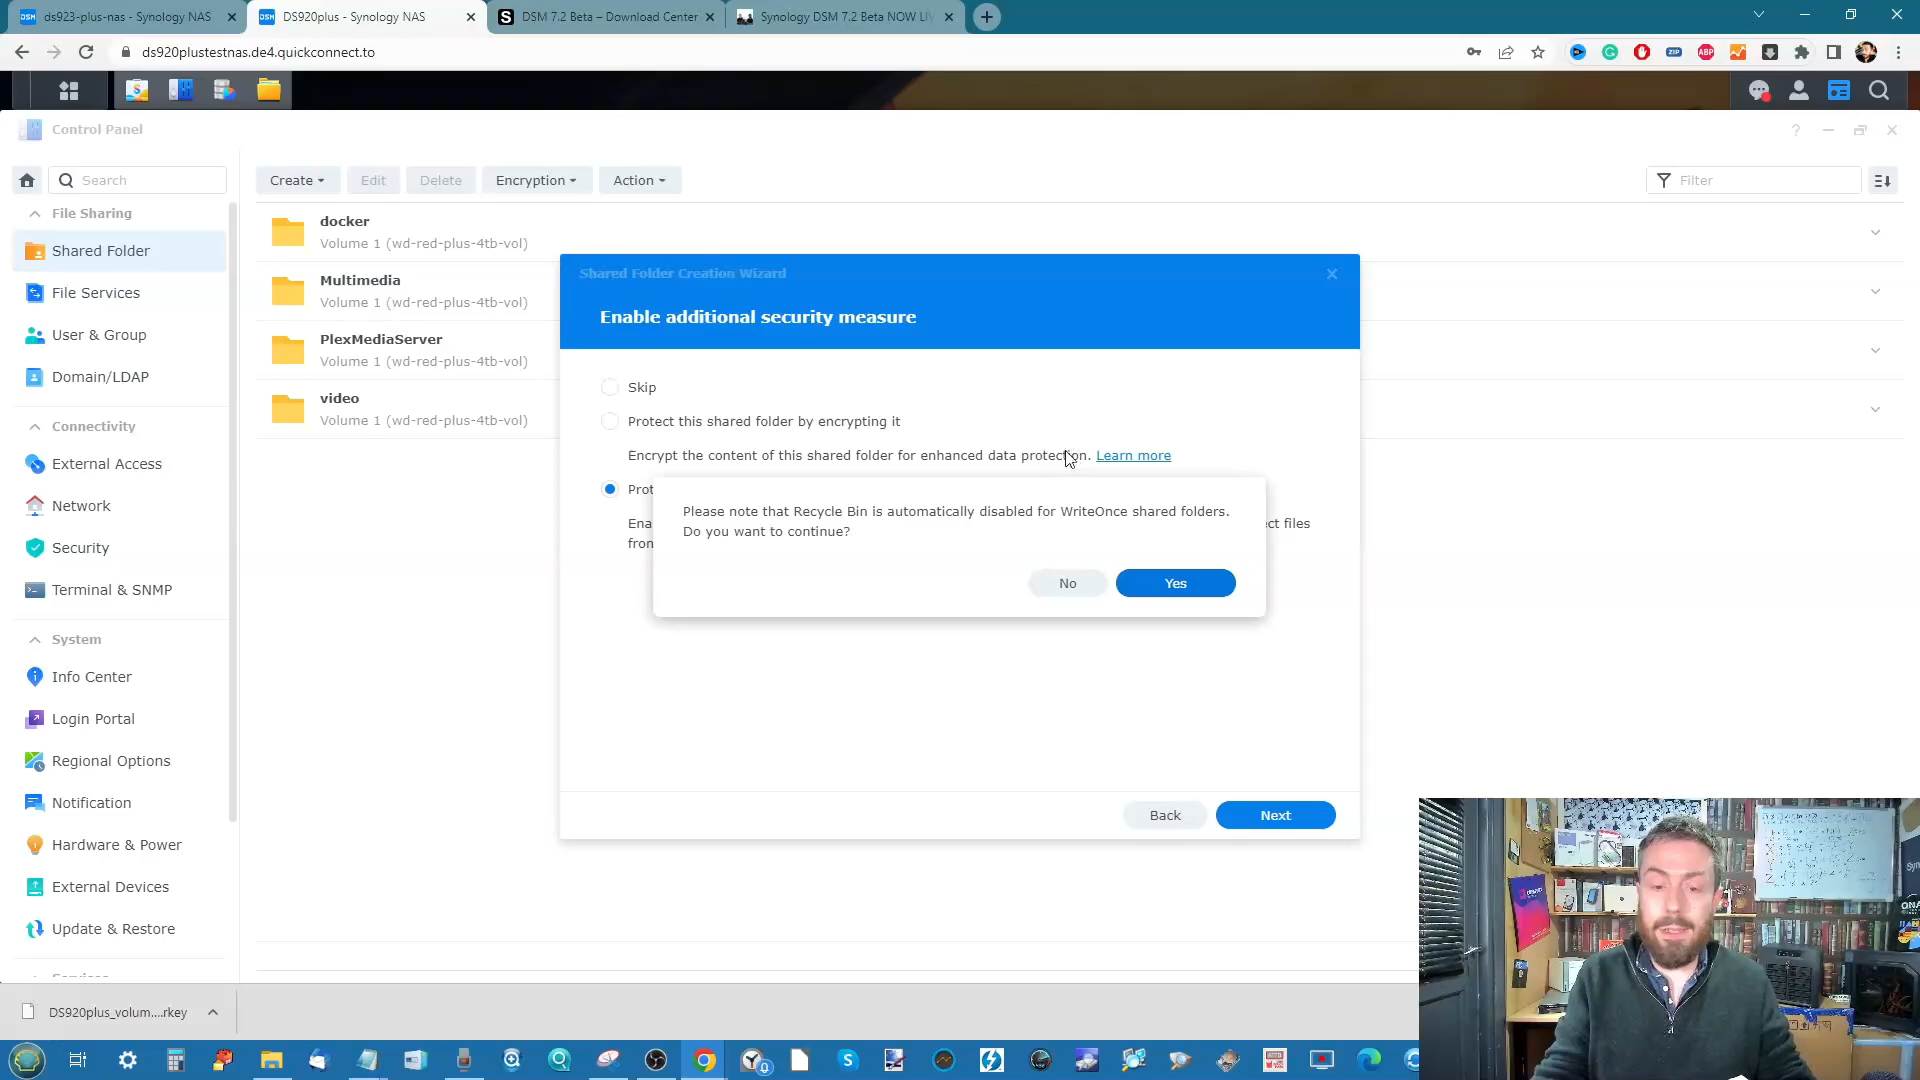 ds923-plus-nas - Synology NAS
DS920plus - Synology NAS
DSM 7.2 Beta – Download Center
Synology DSM 7.2 Beta NOW LIV
ds920plustestnas.de4.quickconnect.to
ZIP
ABP
Control Panel
Search
Create
Edit
Delete
Encryption
Action
Filter
File Sharing
Shared Folder
File Services
User & Group
Domain/LDAP
Connectivity
External Access
Network
Security
Terminal & SNMP
System
Info Center
Login Portal
Regional Options
Notification
Hardware & Power
External Devices
Update & Restore
docker
Volume 1 (wd-red-plus-4tb-vol)
Multimedia
Volume 1 (wd-red-plus-4tb-vol)
PlexMediaServer
Volume 1 (wd-red-plus-4tb-vol)
video
Volume 1 (wd-red-plus-4tb-vol)
Shared Folder Creation Wizard
Enable additional security measure
Skip
Protect this shared folder by encrypting it
Encrypt the content of this shared folder for enhanced data protection. Learn more
Prot
Ena
ct files
from
Please note that Recycle Bin is automatically disabled for WriteOnce shared folders.
Do you want to continue?
No
Yes
Back
Next
DS920plus_volum....rkey